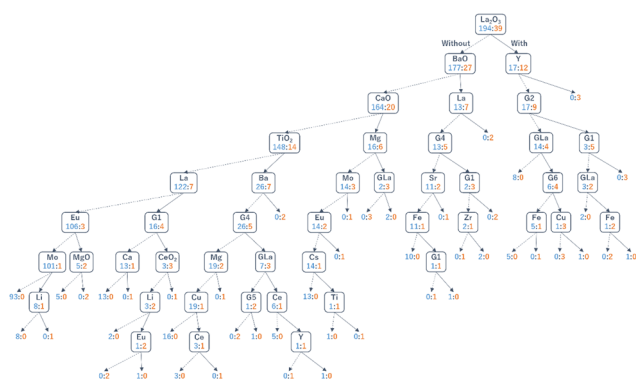 La₂O₃
194:39
Without
With
BaO
177:27
Y
17:12
CaO
164:20
La
13:7
G2
17:9
0:3
TiO₂
148:14
Mg
16:6
G4
13:5
0:2
GLa
14:4
G1
3:5
La
122:7
Ba
26:7
Mo
14:3
GLa
2:3
Sr
11:2
G1
2:3
8:0
G6
6:4
GLa
3:2
0:3
Eu
106:3
G1
16:4
G4
26:5
0:2
Eu
14:2
0:1
0:3
2:0
Fe
11:1
0:1
Zr
2:1
0:2
Fe
5:1
Cu
1:3
2:0
Fe
1:2
Mo
101:1
MgO
5:2
Ca
13:1
CeO₂
3:3
Mg
19:2
GLa
7:3
Cs
14:1
0:1
10:0
G1
1:1
0:1
2:0
5:0
0:1
0:3
1:0
0:2
1:0
93:0
Li
8:1
5:0
0:2
13:0
0:1
Li
3:2
0:1
Cu
19:1
0:1
G5
1:2
Ce
6:1
13:0
Ti
1:1
0:1
1:0
8:0
0:1
2:0
Eu
1:2
16:0
Ce
3:1
0:2
1:0
5:0
Y
1:1
1:0
0:1
0:2
1:0
3:0
0:1
0:1
1:0